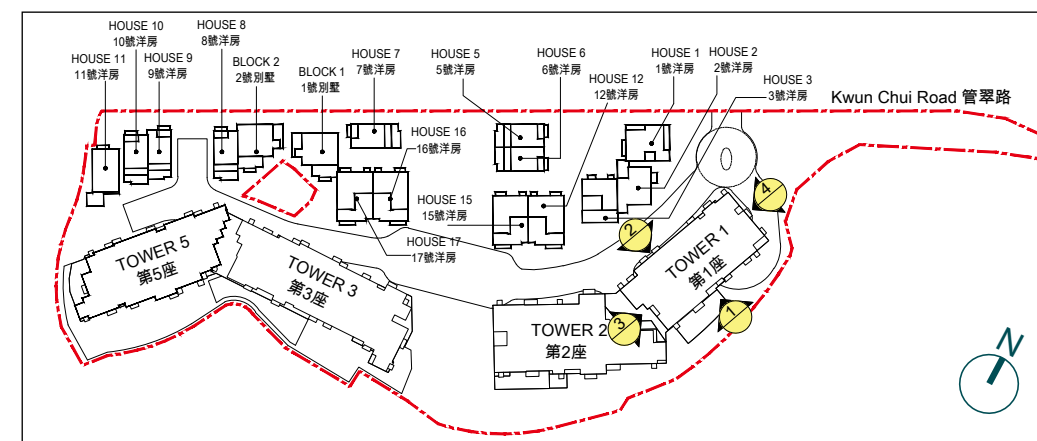 HOUSE 11
11號洋房
HOUSE 10
10號洋房
HOUSE 9
9號洋房
HOUSE 8
8號洋房
BLOCK 2
2號別墅
BLOCK 1
1號別墅
HOUSE 7
7號洋房
HOUSE 5
5號洋房
HOUSE 6
6號洋房
HOUSE 12
12號洋房
HOUSE 1
1號洋房
HOUSE 2
2號洋房
HOUSE 3
3號洋房
Kwun Chui Road 管翠路
HOUSE 16
16號洋房
HOUSE 15
15號洋房
HOUSE 17
17號洋房
TOWER 5
第5座
TOWER 3
第3座
TOWER 2
第2座
TOWER 1
第1座
4
2
3
1
N